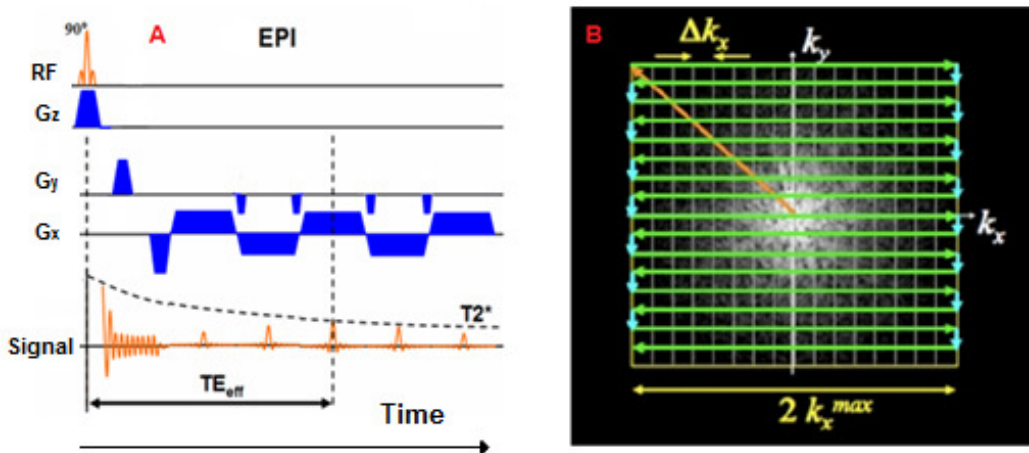 90°
A
EPI
RF
Gz
Gy
Gx
T2*
Signal
TEeff
Time
B
Δkx
ky
kx
2 kx^max